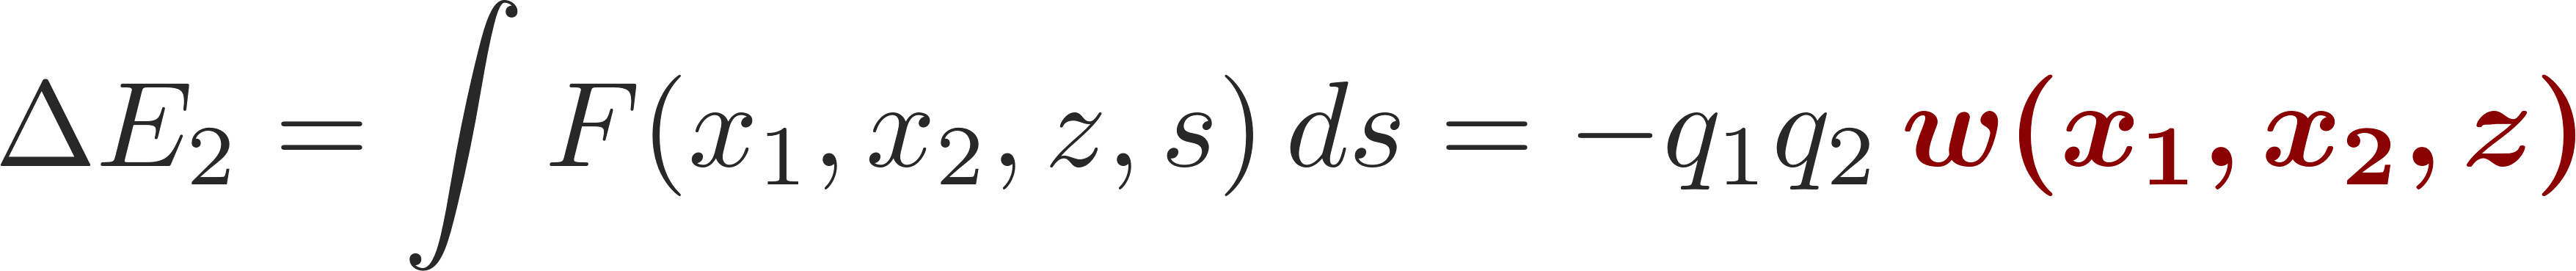 ΔE₂ = ∫ F(x₁, x₂, z, s) ds = −q₁q₂ w(x₁, x₂, z)